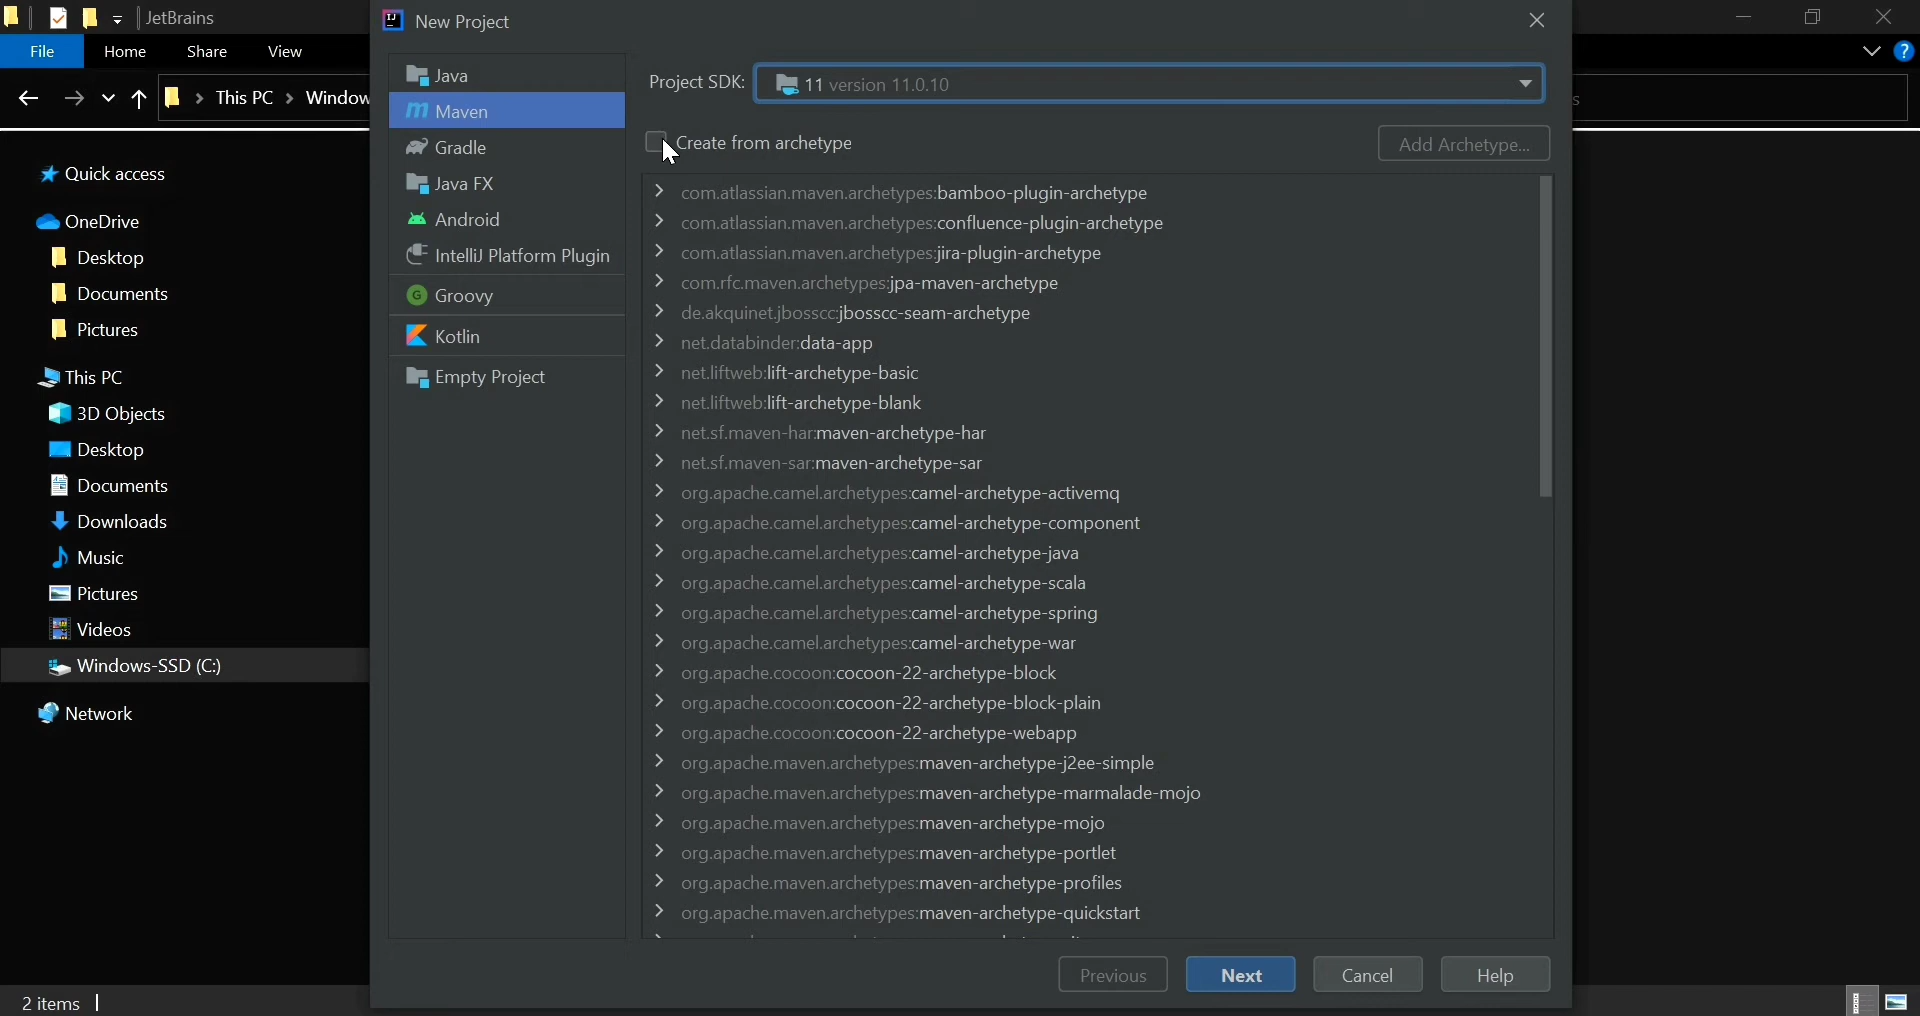 JetBrains
File Home Share View
This PC Window
Quick access
OneDrive
Desktop
Documents
Pictures
This PC
3D Objects
Desktop
Documents
Downloads
Music
Pictures
Videos
Windows-SSD (C:)
Network
2 items
New Project
Java
Maven
Gradle
Java FX
Android
IntelliJ Platform Plugin
Groovy
Kotlin
Empty Project
Project SDK: 11 version 11.0.10
Create from archetype Add Archetype...
com.atlassian.maven.archetypes:bamboo-plugin-archetype
com.atlassian.maven.archetypes:confluence-plugin-archetype
com.atlassian.maven.archetypes:jira-plugin-archetype
com.rfc.maven.archetypes:jpa-maven-archetype
de.akquinet.jbosscc:jbosscc-seam-archetype
net.databinder:data-app
net.liftweb:lift-archetype-basic
net.liftweb:lift-archetype-blank
net.sf.maven-har:maven-archetype-har
net.sf.maven-sar:maven-archetype-sar
org.apache.camel.archetypes:camel-archetype-activemq
org.apache.camel.archetypes:camel-archetype-component
org.apache.camel.archetypes:camel-archetype-java
org.apache.camel.archetypes:camel-archetype-scala
org.apache.camel.archetypes:camel-archetype-spring
org.apache.camel.archetypes:camel-archetype-war
org.apache.cocoon:cocoon-22-archetype-block
org.apache.cocoon:cocoon-22-archetype-block-plain
org.apache.cocoon:cocoon-22-archetype-webapp
org.apache.maven.archetypes:maven-archetype-j2ee-simple
org.apache.maven.archetypes:maven-archetype-marmalade-mojo
org.apache.maven.archetypes:maven-archetype-mojo
org.apache.maven.archetypes:maven-archetype-portlet
org.apache.maven.archetypes:maven-archetype-profiles
org.apache.maven.archetypes:maven-archetype-quickstart
Previous Next Cancel Help